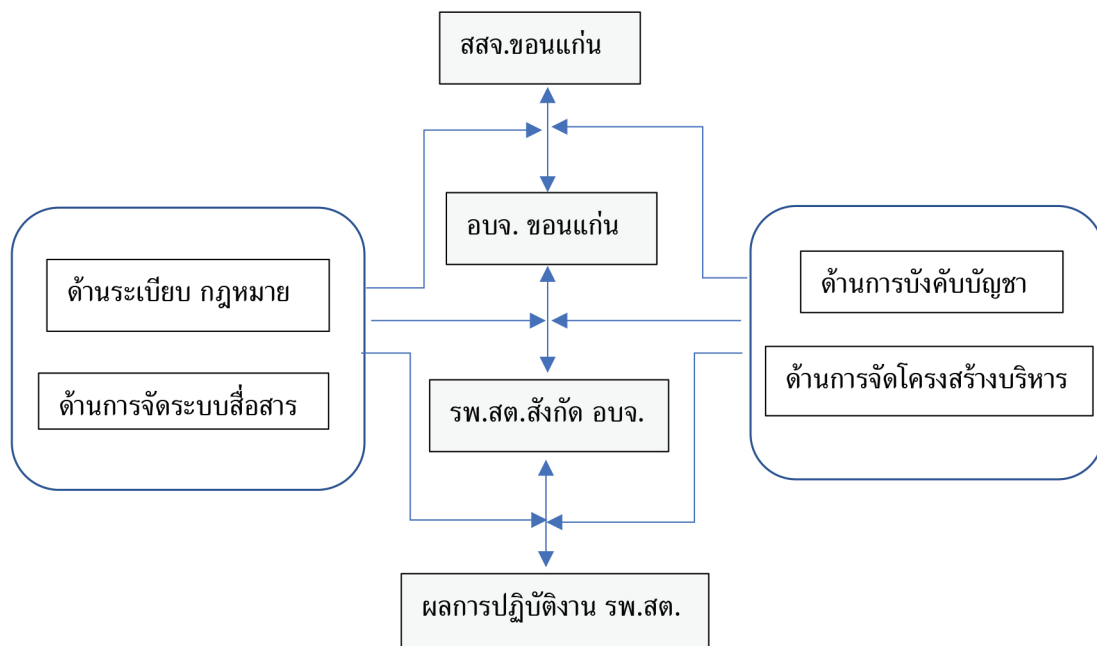 สสจ.ขอนแก่น
อบจ. ขอนแก่น
ด้านระเบียบ กฎหมาย
ด้านการจัดระบบสื่อสาร
ด้านการบังคับบัญชา
ด้านการจัดโครงสร้างบริหาร
รพ.สต.สังกัด อบจ.
ผลการปฏิบัติงาน รพ.สต.